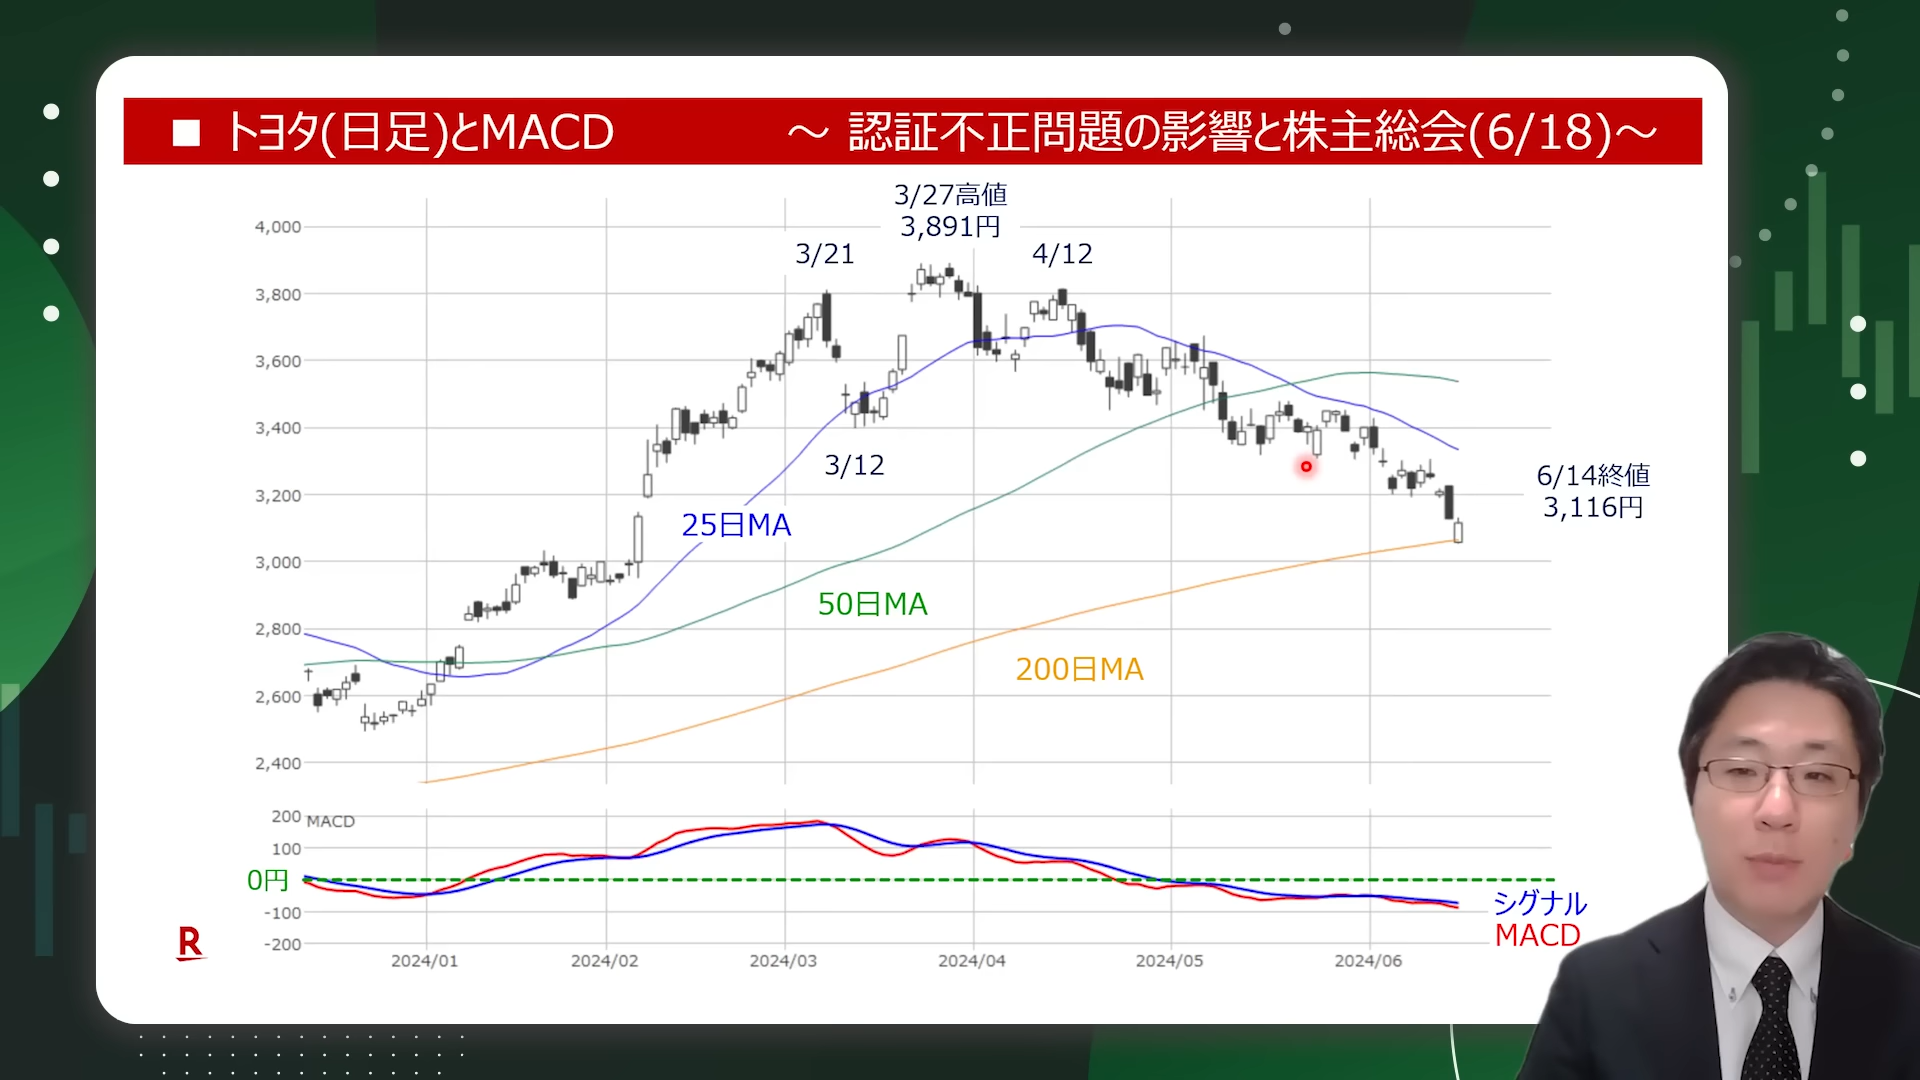 ■ トヨタ(日足)とMACD ～ 認証不正問題の影響と株主総会(6/18)～
3/27高値
3,891円
3/21
4/12
3/12
6/14終値
3,116円
25日MA
50日MA
200日MA
4,000
3,800
3,600
3,400
3,200
3,000
2,800
2,600
2,400
200
MACD
100
0円
-100
-200
シグナル
MACD
R
2024/01
2024/02
2024/03
2024/04
2024/05
2024/06